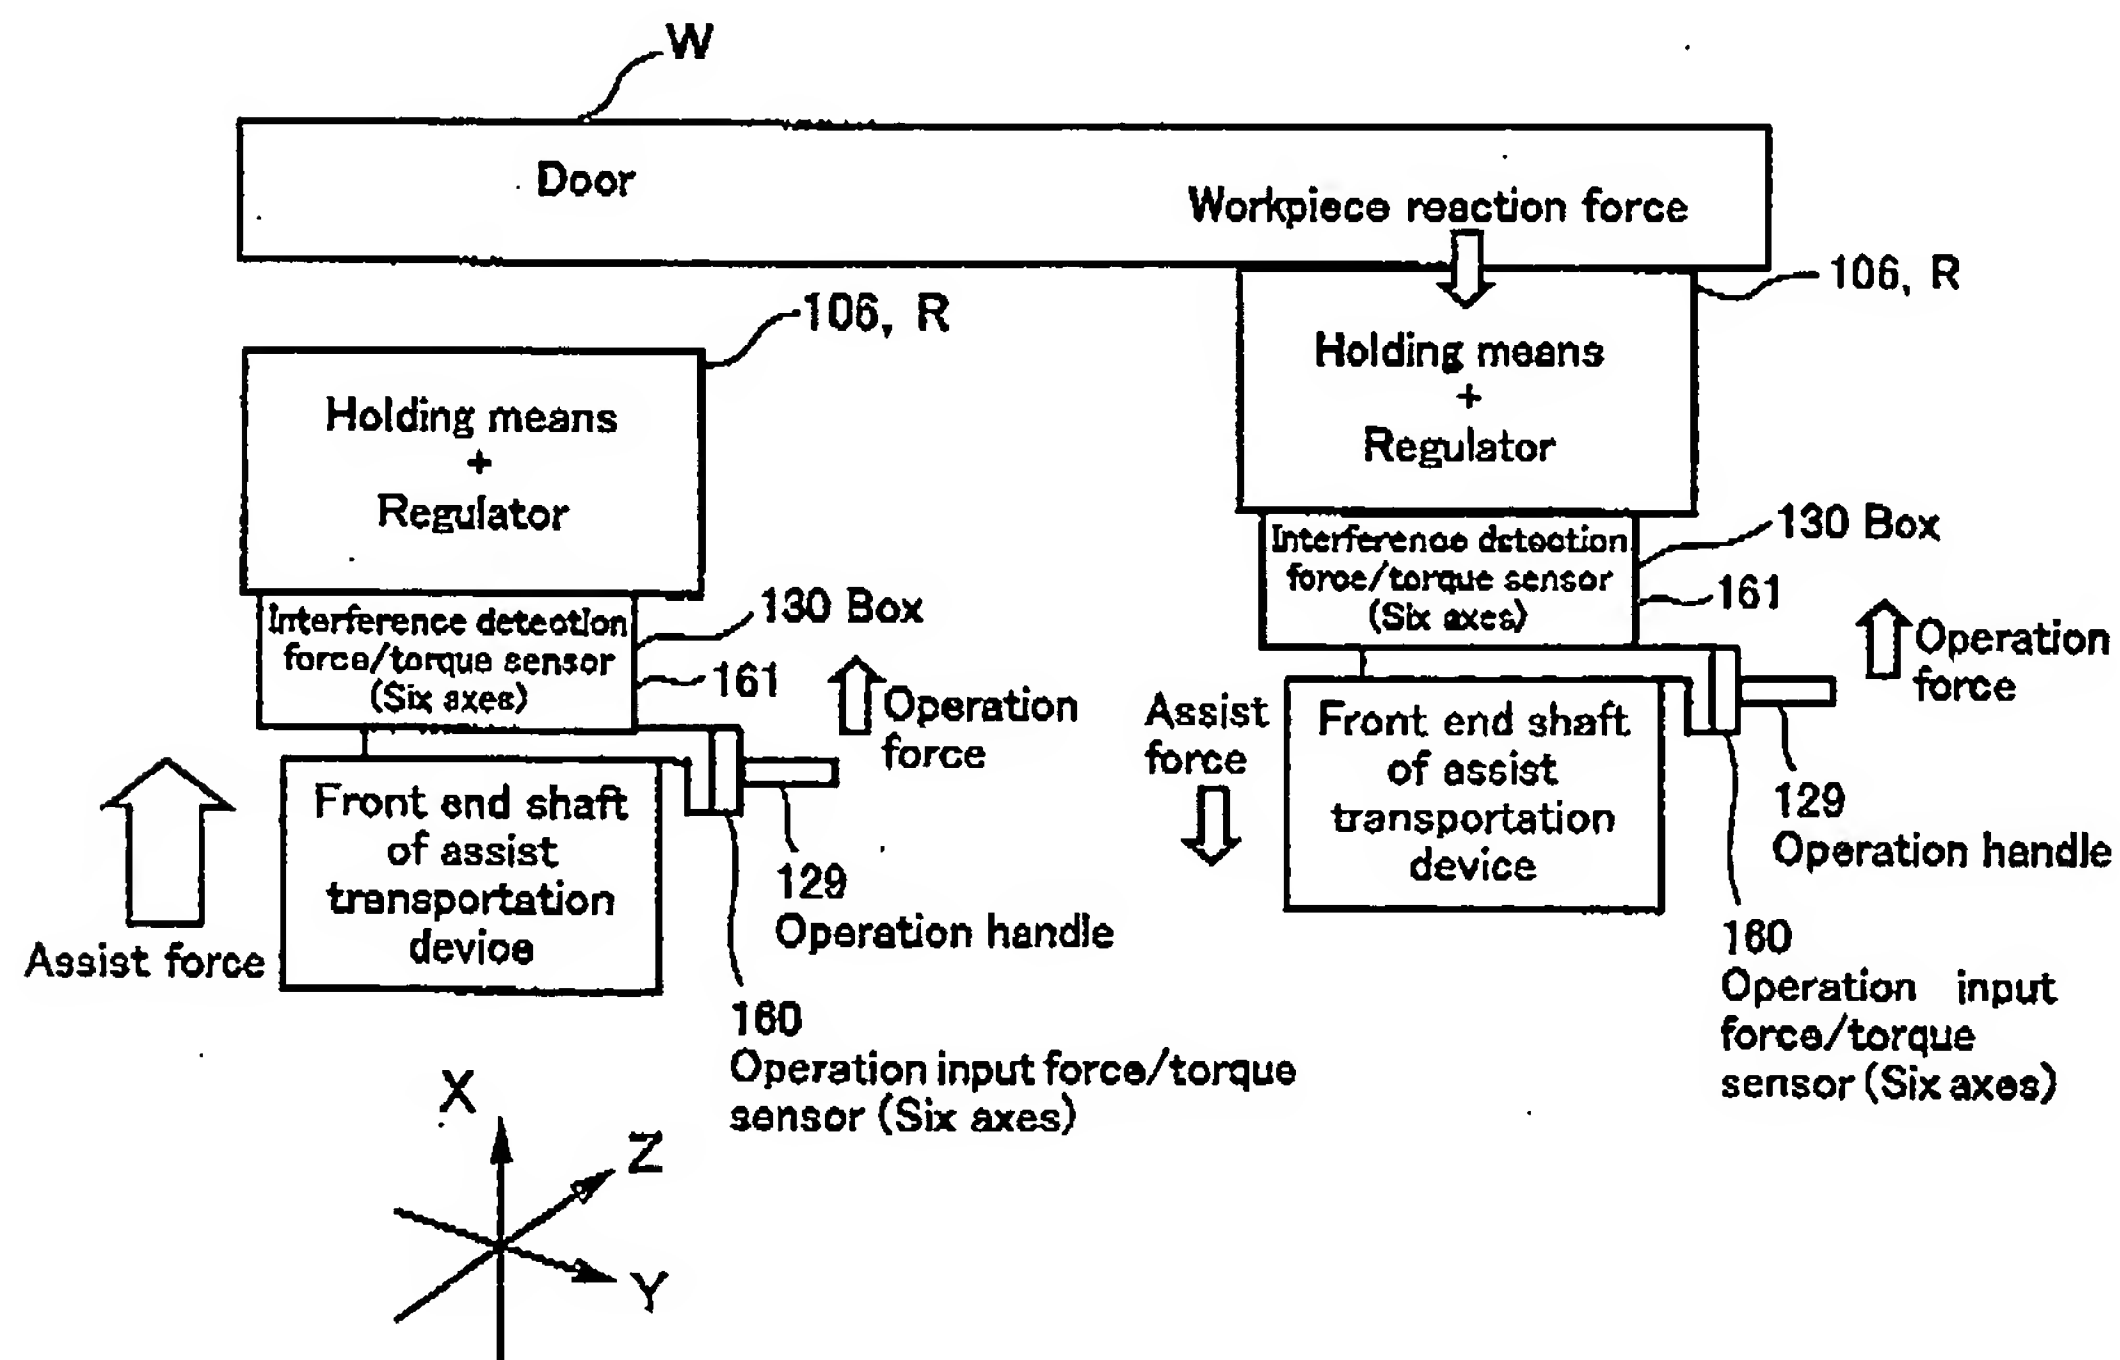 W
Door
Workpiece reaction force
106, R
Holding means
+
Regulator
Interference detection
force/torque sensor
(Six axes)
130 Box
161
Operation
force
Assist force
Front end shaft
of assist
transportation
device
129
Operation handle
160
Operation input force/torque
sensor (Six axes)
106, R
Holding means
+
Regulator
Interference detection
force/torque sensor
(Six axes)
130 Box
161
Operation
force
Assist
force
Front end shaft
of assist
transportation
device
129
Operation handle
160
Operation input
force/torque
sensor (Six axes)
X
Z
Y